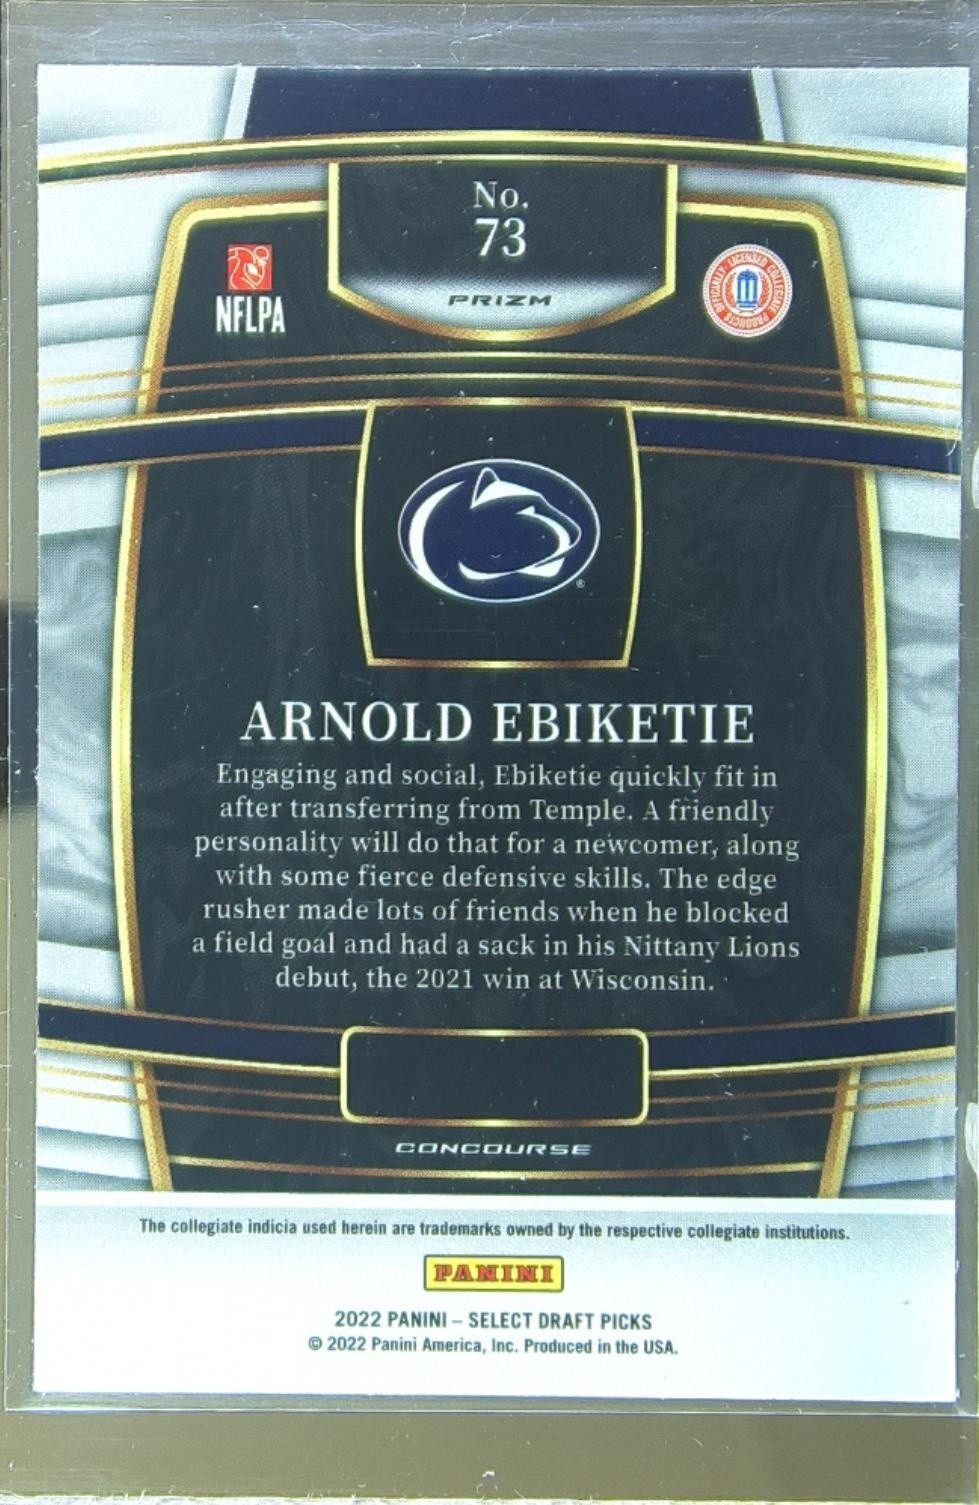 No.
73
PRIZM
NFLPA
OFFICIALLY LICENSED COLLEGIATE PRODUCTS
®
ARNOLD EBIKETIE
Engaging and social, Ebiketie quickly fit in
after transferring from Temple. A friendly
personality will do that for a newcomer, along
with some fierce defensive skills. The edge
rusher made lots of friends when he blocked
a field goal and had a sack in his Nittany Lions
debut, the 2021 win at Wisconsin.
CONCOURSE
The collegiate indicia used herein are trademarks owned by the respective collegiate institutions.
PANINI
2022 PANINI – SELECT DRAFT PICKS
© 2022 Panini America, Inc. Produced in the USA.